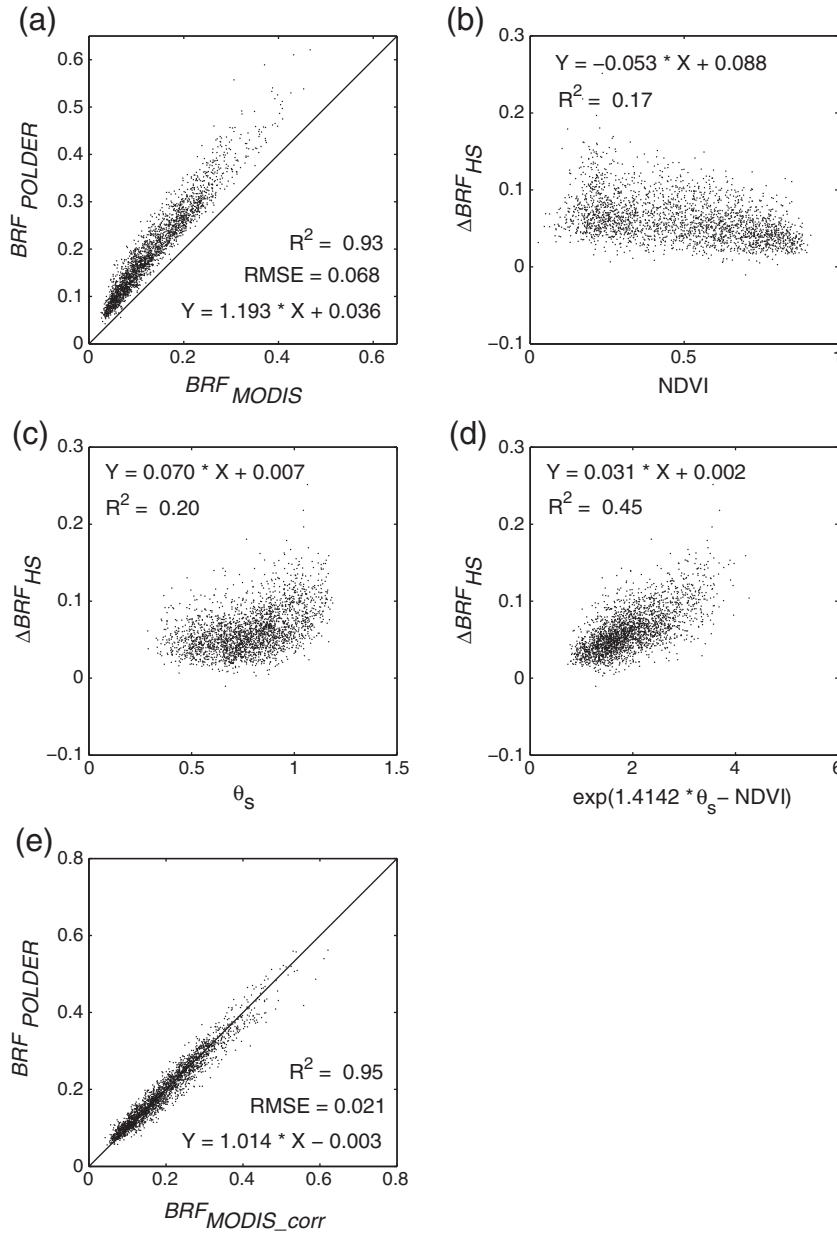 (a)
0.6
0.5
0.4
0.3
0.2
0.1
0
BRF POLDER
R² = 0.93
RMSE = 0.068
Y = 1.193 * X + 0.036
0 0.2 0.4 0.6
BRF MODIS
(b)
0.3
0.2
0.1
0
−0.1
ΔBRF HS
Y = −0.053 * X + 0.088
R² = 0.17
0 0.5 1
NDVI
(c)
0.3
0.2
0.1
0
−0.1
ΔBRF HS
Y = 0.070 * X + 0.007
R² = 0.20
0 0.5 1 1.5
θs
(d)
0.3
0.2
0.1
0
−0.1
ΔBRF HS
Y = 0.031 * X + 0.002
R² = 0.45
0 2 4 6
exp(1.4142 * θs − NDVI)
(e)
0.8
0.6
0.4
0.2
0
BRF POLDER
R² = 0.95
RMSE = 0.021
Y = 1.014 * X − 0.003
0 0.2 0.4 0.6 0.8
BRF MODIS_corr